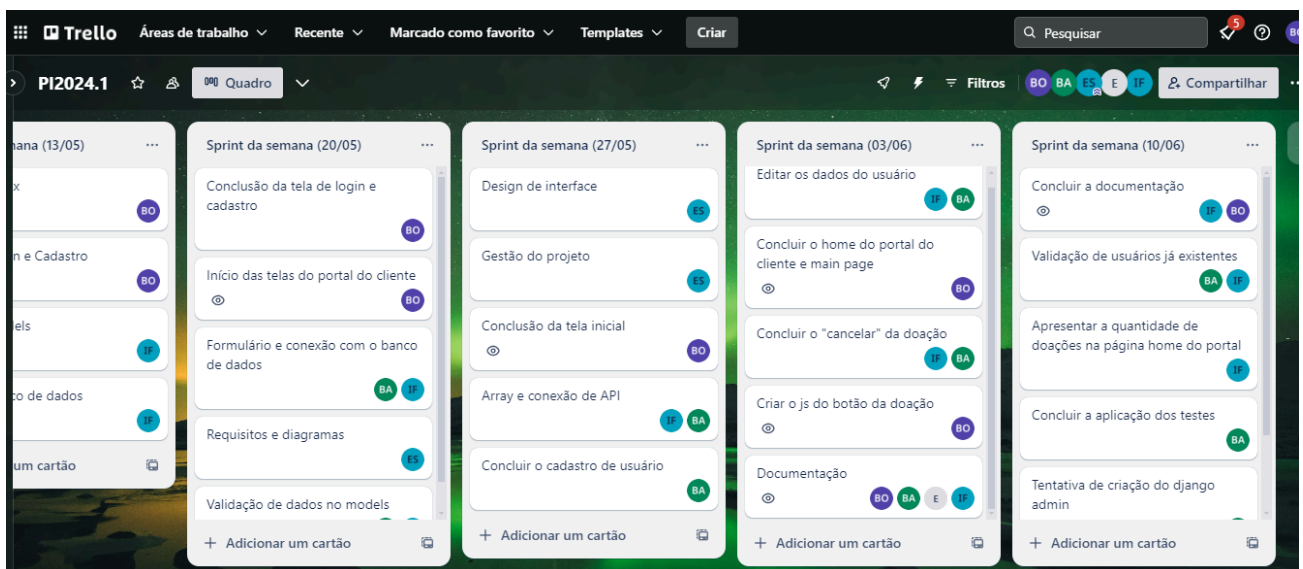 Trello Áreas de trabalho Recente Marcado como favorito Templates Criar Pesquisar 5
PI2024.1 Quadro Filtros BO BA ES E IF Compartilhar
(13/05)
BO
e Cadastro
BO
IF
de dados
IF
um cartão
Sprint da semana (20/05)
Conclusão da tela de login e
cadastro
BO
Início das telas do portal do cliente
BO
Formulário e conexão com o banco
de dados
BA IF
Requisitos e diagramas
ES
Validação de dados no models
Adicionar um cartão
Sprint da semana (27/05)
Design de interface
ES
Gestão do projeto
ES
Conclusão da tela inicial
BO
Array e conexão de API
IF BA
Concluir o cadastro de usuário
BA
Adicionar um cartão
Sprint da semana (03/06)
Editar os dados do usuário
IF BA
Concluir o home do portal do
cliente e main page
BO
Concluir o "cancelar" da doação
IF BA
Criar o js do botão da doação
BO
Documentação
BO BA E IF
Adicionar um cartão
Sprint da semana (10/06)
Concluir a documentação
IF BO
Validação de usuários já existentes
BA IF
Apresentar a quantidade de
doações na página home do portal
IF
Concluir a aplicação dos testes
BA
Tentativa de criação do django
admin
Adicionar um cartão